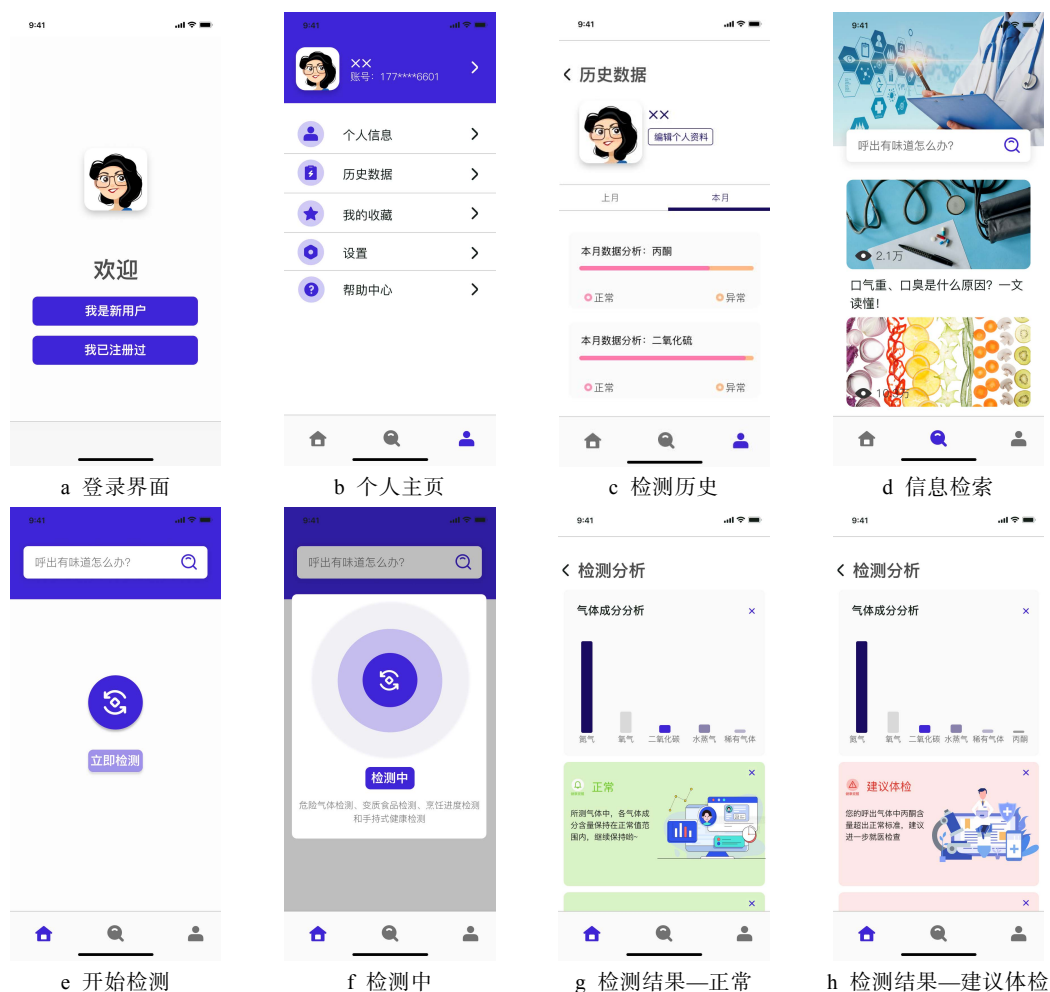 9:41
欢迎
我是新用户
我已注册过
a 登录界面
9:41
××
账号：177****6601
个人信息
历史数据
我的收藏
设置
帮助中心
b 个人主页
9:41
历史数据
××
编辑个人资料
上月
本月
本月数据分析：丙酮
正常
异常
本月数据分析：二氧化硫
正常
异常
c 检测历史
9:41
呼出有味道怎么办？
2.1万
口气重、口臭是什么原因？一文
读懂！
d 信息检索
9:41
呼出有味道怎么办？
立即检测
e 开始检测
9:41
呼出有味道怎么办？
检测中
危险气体检测、变质食品检测、烹饪进度检测
和手持式健康检测
f 检测中
9:41
检测分析
气体成分分析
氮气
氧气
二氧化碳
水蒸气
稀有气体
正常
所测气体中，各气体成
分含量保持在正常值范
围内，继续保持哟~
g 检测结果—正常
9:41
检测分析
气体成分分析
氮气
氧气
二氧化碳
水蒸气
稀有气体
丙酮
建议体检
您的呼出气体中丙酮含
量超出正常标准，建议
进一步就医检查
h 检测结果—建议体检